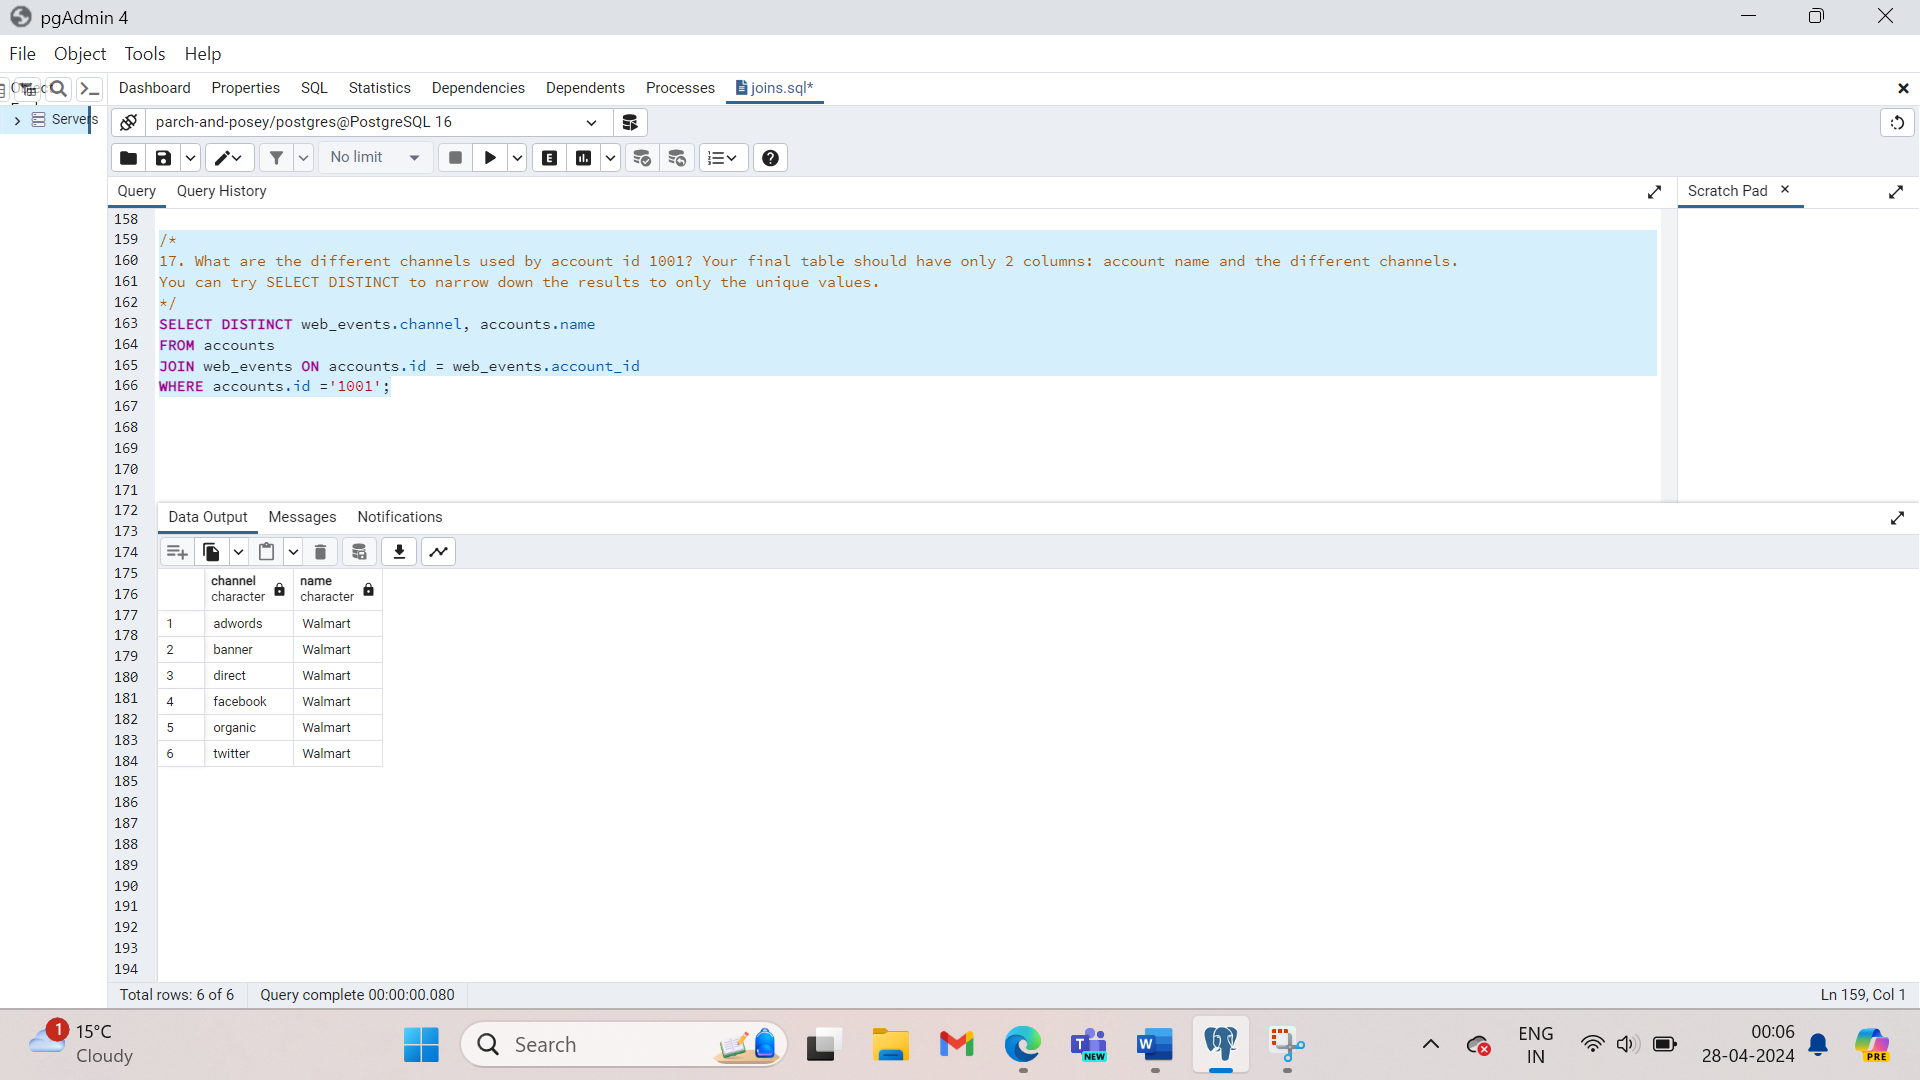 pgAdmin 4
File Object Tools Help
Dashboard Properties SQL Statistics Dependencies Dependents Processes joins.sql*
Servers
parch-and-posey/postgres@PostgreSQL 16
No limit
E
Query Query History
Scratch Pad
158
159 /*
160 17. What are the different channels used by account id 1001? Your final table should have only 2 columns: account name and the different channels.
161 You can try SELECT DISTINCT to narrow down the results to only the unique values.
162 */
163 SELECT DISTINCT web_events.channel, accounts.name
164 FROM accounts
165 JOIN web_events ON accounts.id = web_events.account_id
166 WHERE accounts.id ='1001';
167
168
169
170
171
172
173
174
175
176
177
178
179
180
181
182
183
184
185
186
187
188
189
190
191
192
193
194
Data Output Messages Notifications
channel name
character character
1 adwords Walmart
2 banner Walmart
3 direct Walmart
4 facebook Walmart
5 organic Walmart
6 twitter Walmart
Total rows: 6 of 6 Query complete 00:00:00.080 Ln 159, Col 1
1 15°C
Cloudy
Search
NEW
ENG
IN
00:06
28-04-2024
PRE